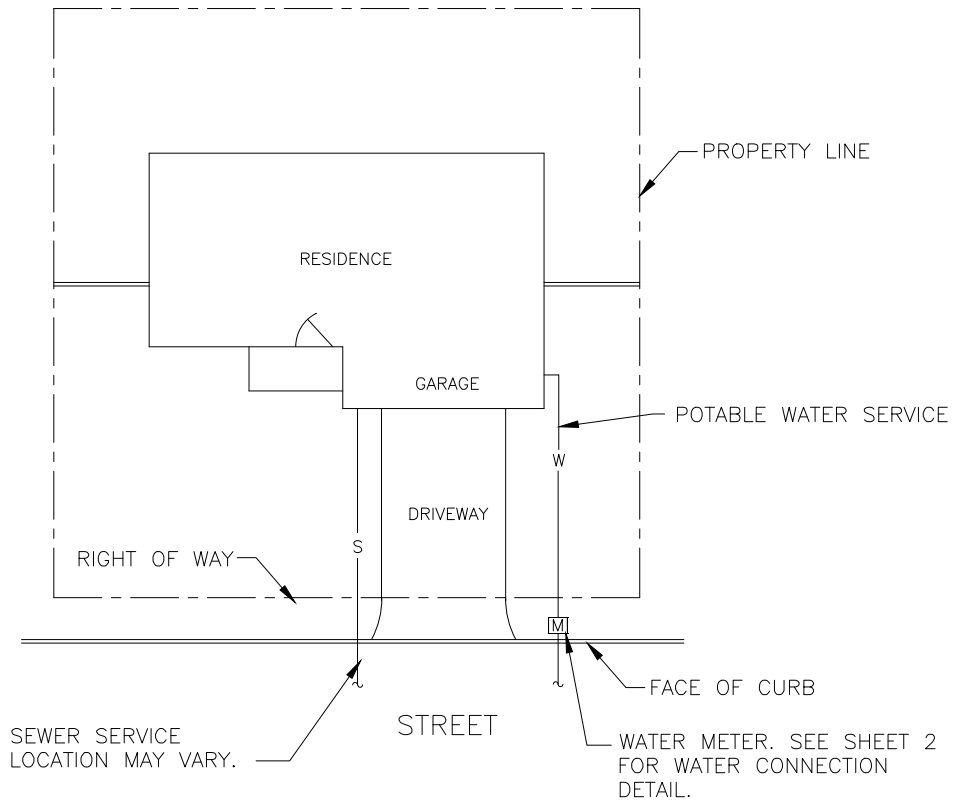 PROPERTY LINE
RESIDENCE
GARAGE
POTABLE WATER SERVICE
W
DRIVEWAY
S
RIGHT OF WAY
M
FACE OF CURB
STREET
SEWER SERVICE
LOCATION MAY VARY.
WATER METER. SEE SHEET 2
FOR WATER CONNECTION
DETAIL.